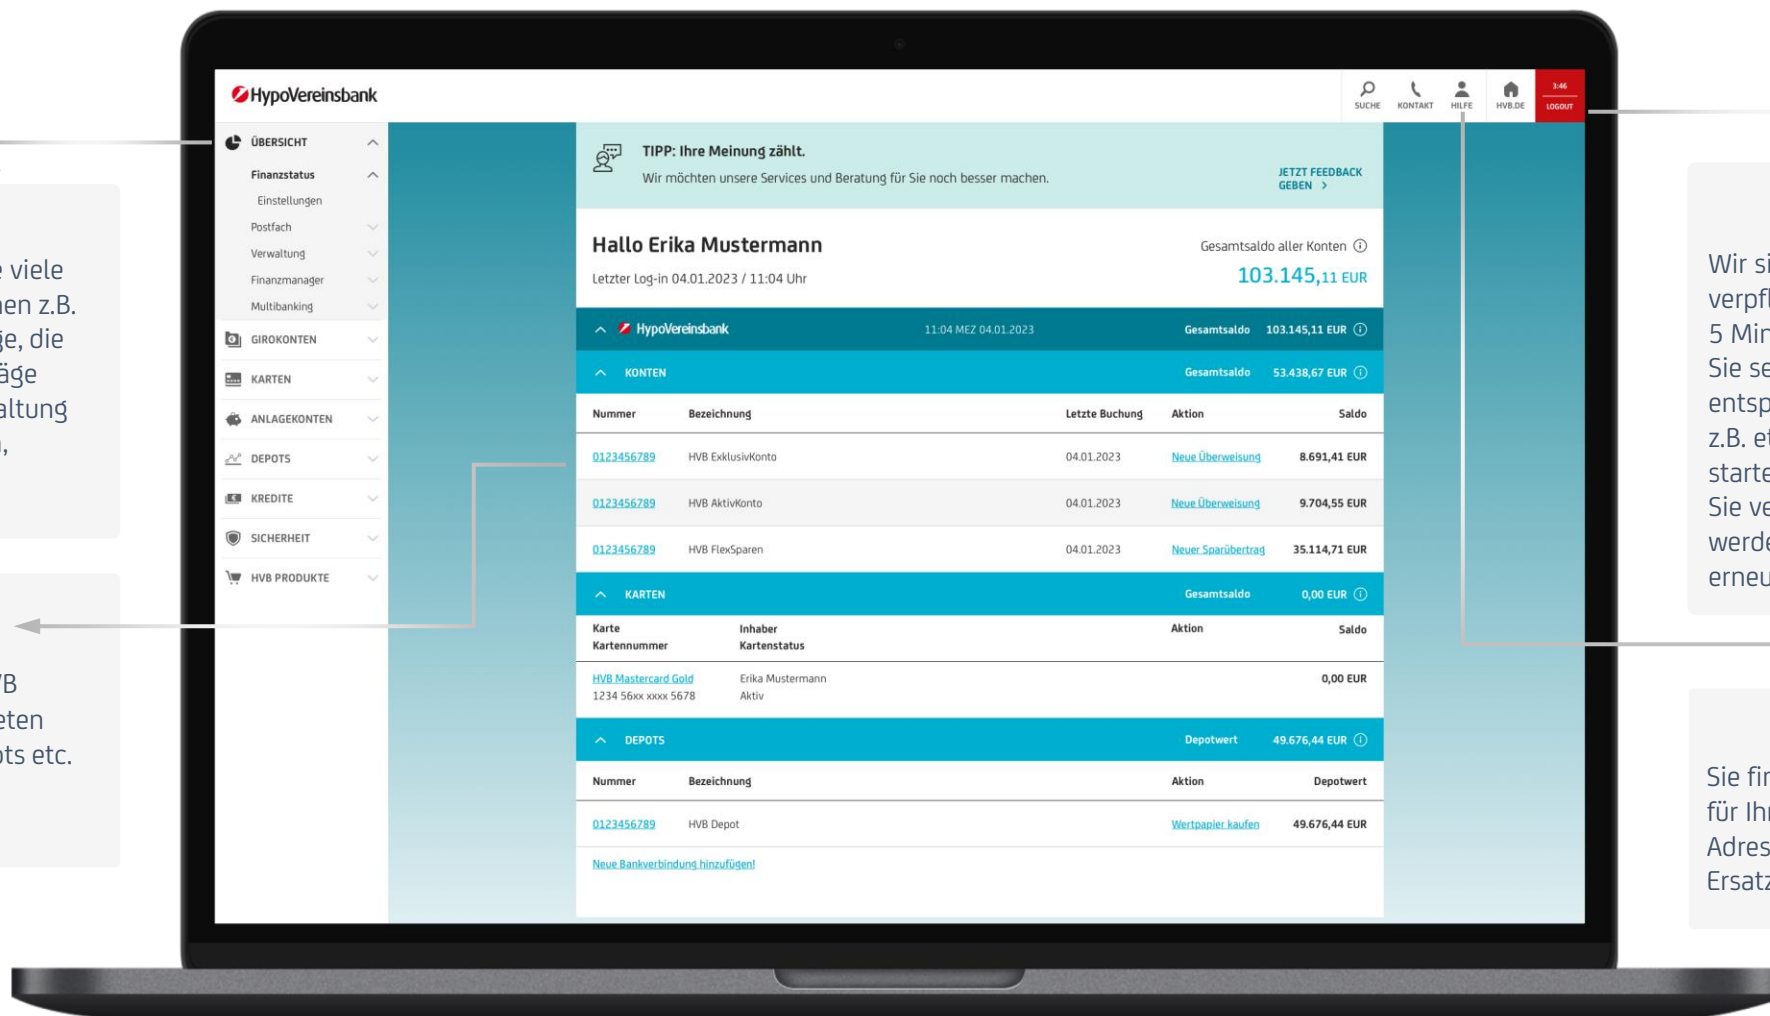 HypoVereinsbank
SUCHE
KONTAKT
HILFE
HVB.DE
3:46
LOGOUT
ÜBERSICHT
Finanzstatus
Einstellungen
Postfach
Verwaltung
Finanzmanager
Multibanking
GIROKONTEN
KARTEN
ANLAGEKONTEN
DEPOTS
KREDITE
SICHERHEIT
HVB PRODUKTE
TIPP: Ihre Meinung zählt.
Wir möchten unsere Services und Beratung für Sie noch besser machen.
JETZT FEEDBACK
GEBEN >
Hallo Erika Mustermann
Letzter Log-in 04.01.2023 / 11:04 Uhr
Gesamtsaldo aller Konten
103.145,11 EUR
HypoVereinsbank 11:04 MEZ 04.01.2023 Gesamtsaldo 103.145,11 EUR
KONTEN Gesamtsaldo 53.438,67 EUR
Nummer Bezeichnung Letzte Buchung Aktion Saldo
0123456789 HVB ExklusivKonto 04.01.2023 Neue Überweisung 8.691,41 EUR
0123456789 HVB AktivKonto 04.01.2023 Neue Überweisung 9.704,55 EUR
0123456789 HVB FlexSparen 04.01.2023 Neuer Sparübertrag 35.114,71 EUR
KARTEN Gesamtsaldo 0,00 EUR
Karte Inhaber Aktion Saldo
Kartennummer Kartenstatus
HVB Mastercard Gold Erika Mustermann 0,00 EUR
1234 56xx xxxx 5678 Aktiv
DEPOTS Depotwert 49.676,44 EUR
Nummer Bezeichnung Aktion Depotwert
0123456789 HVB Depot Wertpapier kaufen 49.676,44 EUR
Neue Bankverbindung hinzufügen!
viele
z.B.
die
etc.
Wir
5
Sie
z.B.
Sie
Sie
für